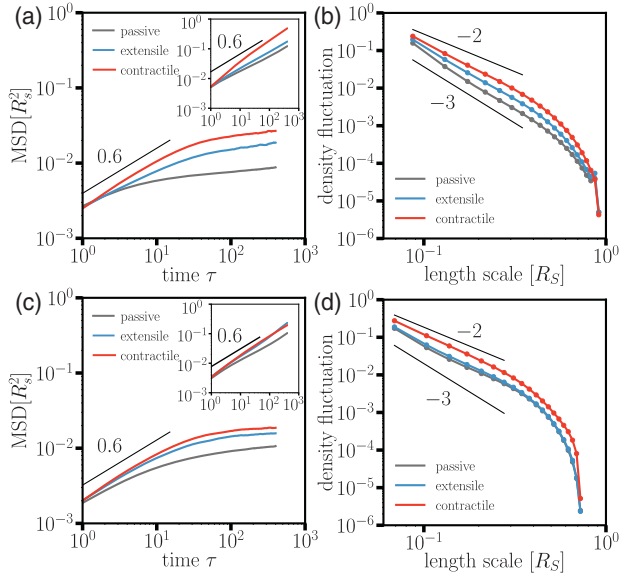 (a)
MSD[R_s^2]
10^0
10^-1
10^-2
10^-3
passive
extensile
contractile
0.6
10^0
10^1
10^2
10^3
time τ
10^0
10^-1
10^-2
10^-3
0.6
10^0
10^1
10^2
10^3
(b)
density fluctuation
10^0
10^-1
10^-2
10^-3
10^-4
10^-5
10^-6
−2
−3
passive
extensile
contractile
10^-1
10^0
length scale [R_S]
(c)
MSD[R_s^2]
10^0
10^-1
10^-2
10^-3
passive
extensile
contractile
0.6
10^0
10^1
10^2
10^3
time τ
10^0
10^-1
10^-2
10^-3
0.6
10^0
10^1
10^2
10^3
(d)
density fluctuation
10^0
10^-1
10^-2
10^-3
10^-4
10^-5
10^-6
−2
−3
passive
extensile
contractile
10^-1
10^0
length scale [R_S]